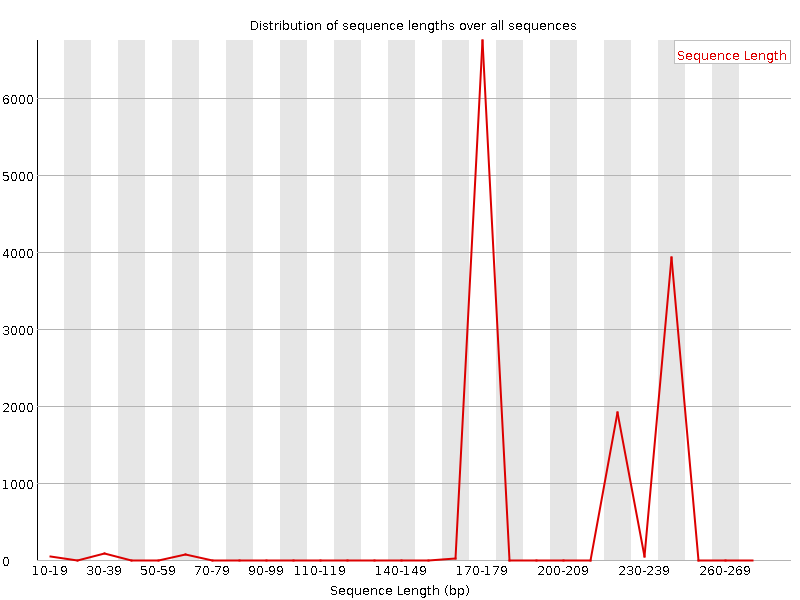 Distribution of sequence lengths over all sequences
Sequence Length
6000
5000
4000
3000
2000
1000
0
10-19 30-39 50-59 70-79 90-99 110-119 140-149 170-179 200-209 230-239 260-269
Sequence Length (bp)